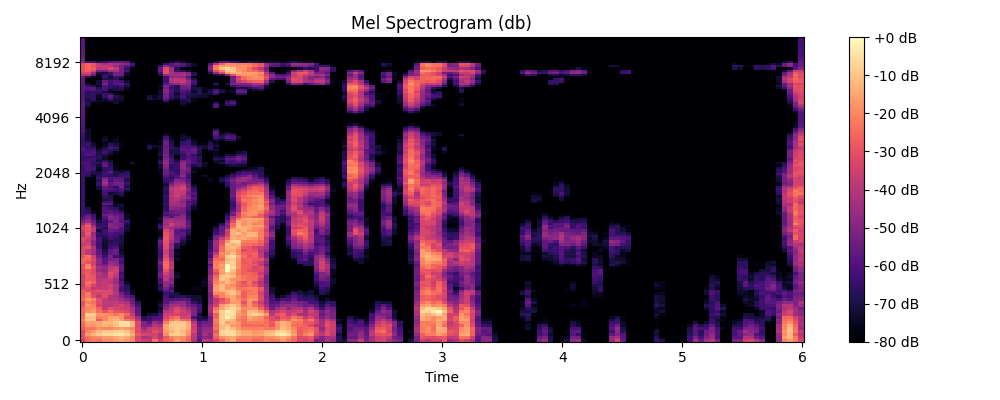 Mel Spectrogram (db)
8192
4096
2048
1024
512
0
Hz
0 1 2 3 4 5 6
Time
+0 dB
-10 dB
-20 dB
-30 dB
-40 dB
-50 dB
-60 dB
-70 dB
-80 dB